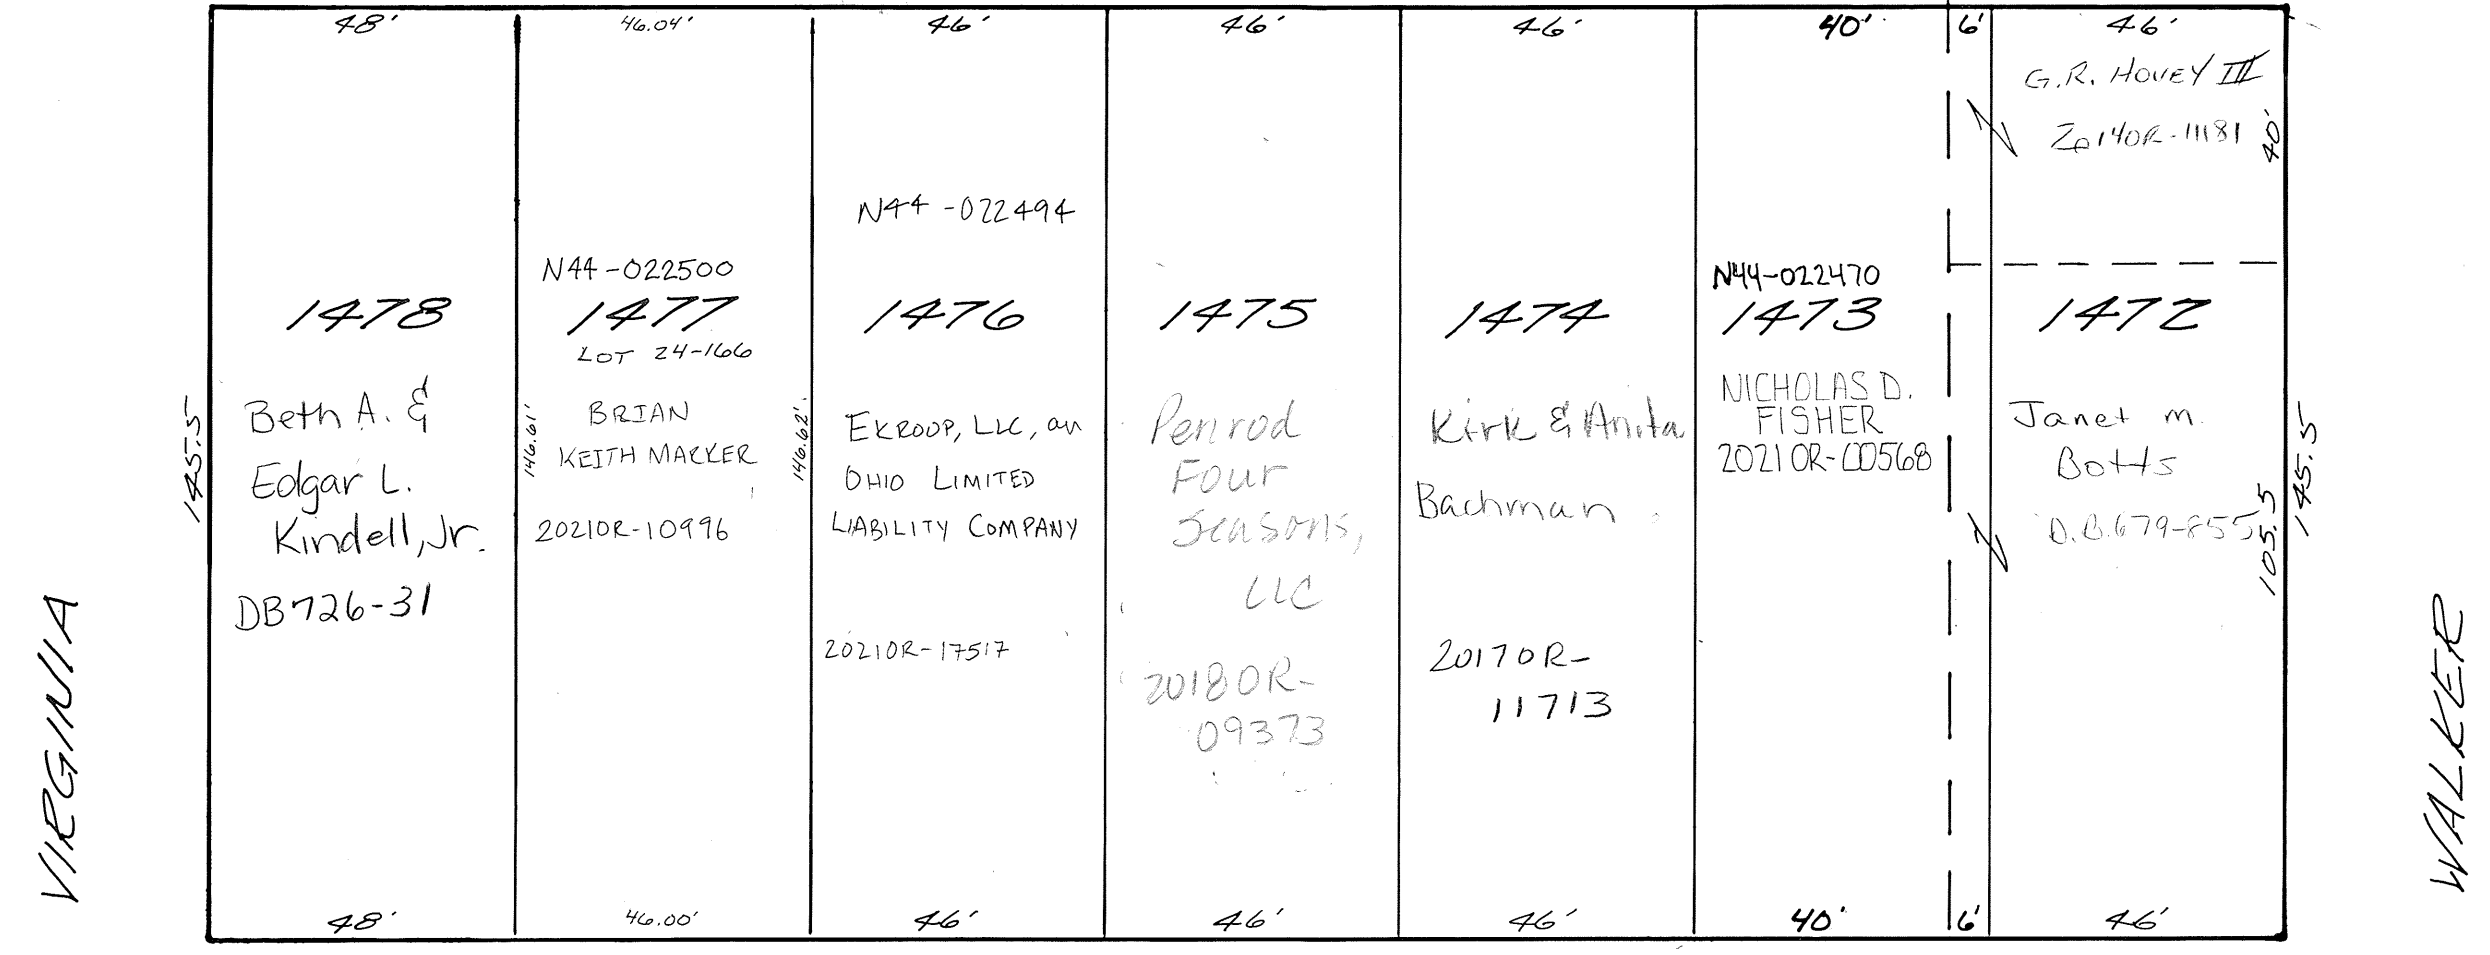 48'
46.04'
46'
46'
46'
40'
6'
46'
G.R. HOVEY III
2014OR-11181
40'
N44-022494
N44-022500
N44-022470
1478
1477
1476
1475
1474
1473
1472
LOT 24-166
145.5
Beth A. &
Edgar L.
Kindell, Jr.
DB726-31
146.61'
BRIAN
KEITH MARKER
2021OR-10996
146.62'
EKROOP, LLC, an
OHIO LIMITED
LIABILITY COMPANY
2021OR-17517
Penrod
Four
Seasons,
LLC
2018OR-
09373
Kirk & Anita
Bachman
2017OR-
11713
NICHOLAS D.
FISHER
2021OR-00568
Janet M.
Botts
D.B.679-855
105.5
145.5
VIRGINIA
WALKER
48'
46.00'
46'
46'
46'
40'
6'
46'